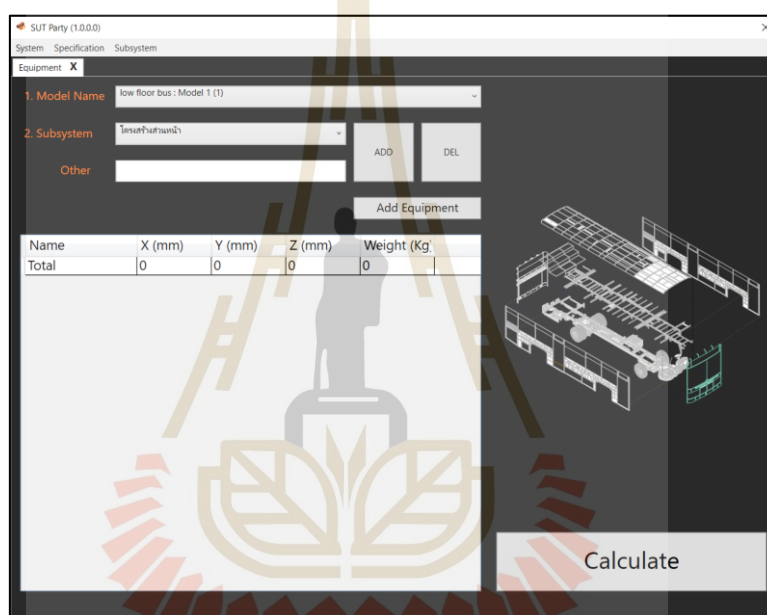 SUT Party (1.0.0.0)
System Specification Subsystem
Equipment X
1. Model Name low floor bus : Model 1 (1)
2. Subsystem โครงสร้างส่วนหน้า
ADD DEL
Other
Add Equipment
Name X (mm) Y (mm) Z (mm) Weight (Kg)
Total 0 0 0 0
Calculate